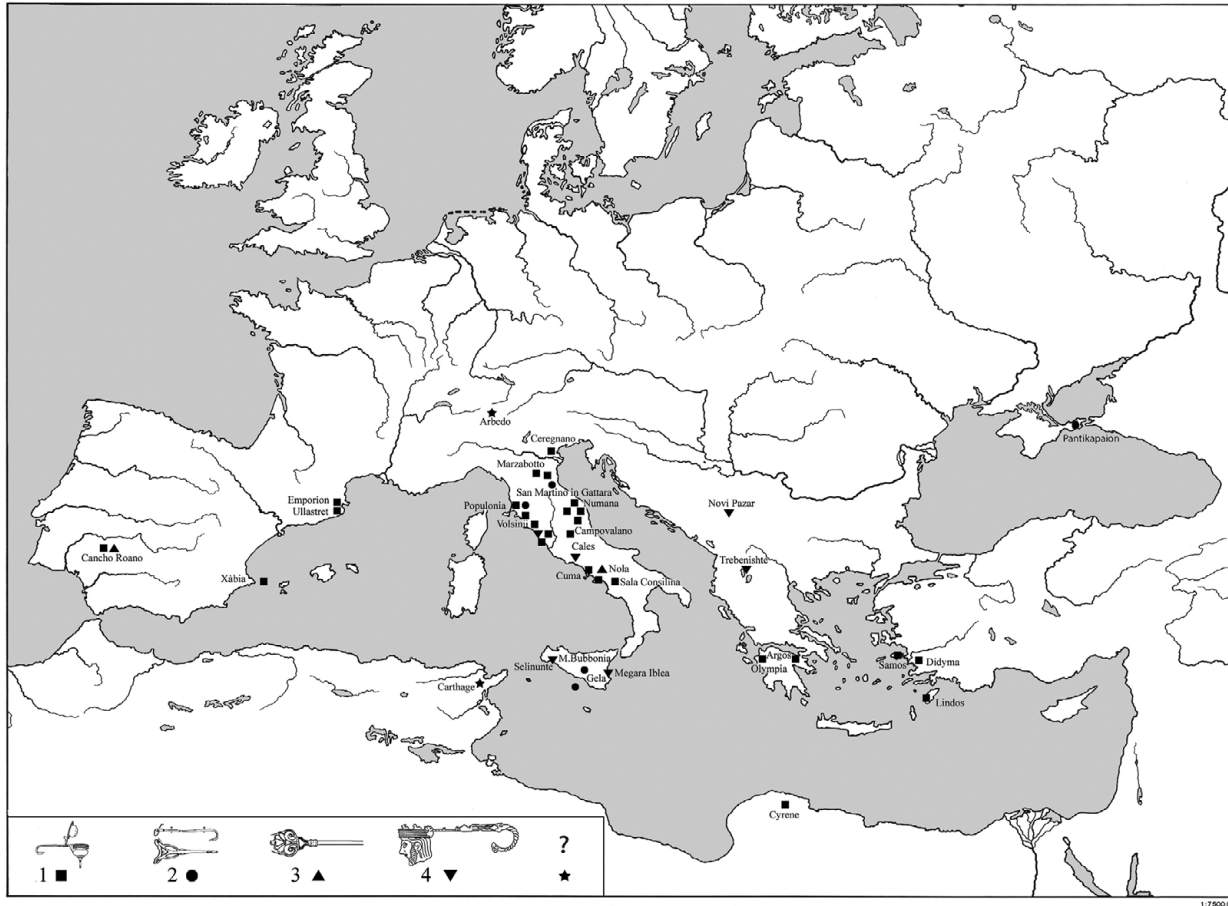 Arbedo
Ceregnano
Pantikapaion
Marzabotto
San Martino in Gattara
Emporion
Ullastret
Populonia
Numana
Novi Pazar
Volsinii
Campovalano
Cancho Roano
Cales
Trebenishte
Xàbia
Cuma
Nola
Sala Consilina
Selinunte
M.Bubbonia
Argos
Olympia
Samos
Didyma
Carthage
Gela
Megara Iblea
Lindos
Cyrene
?
1 2 3 4